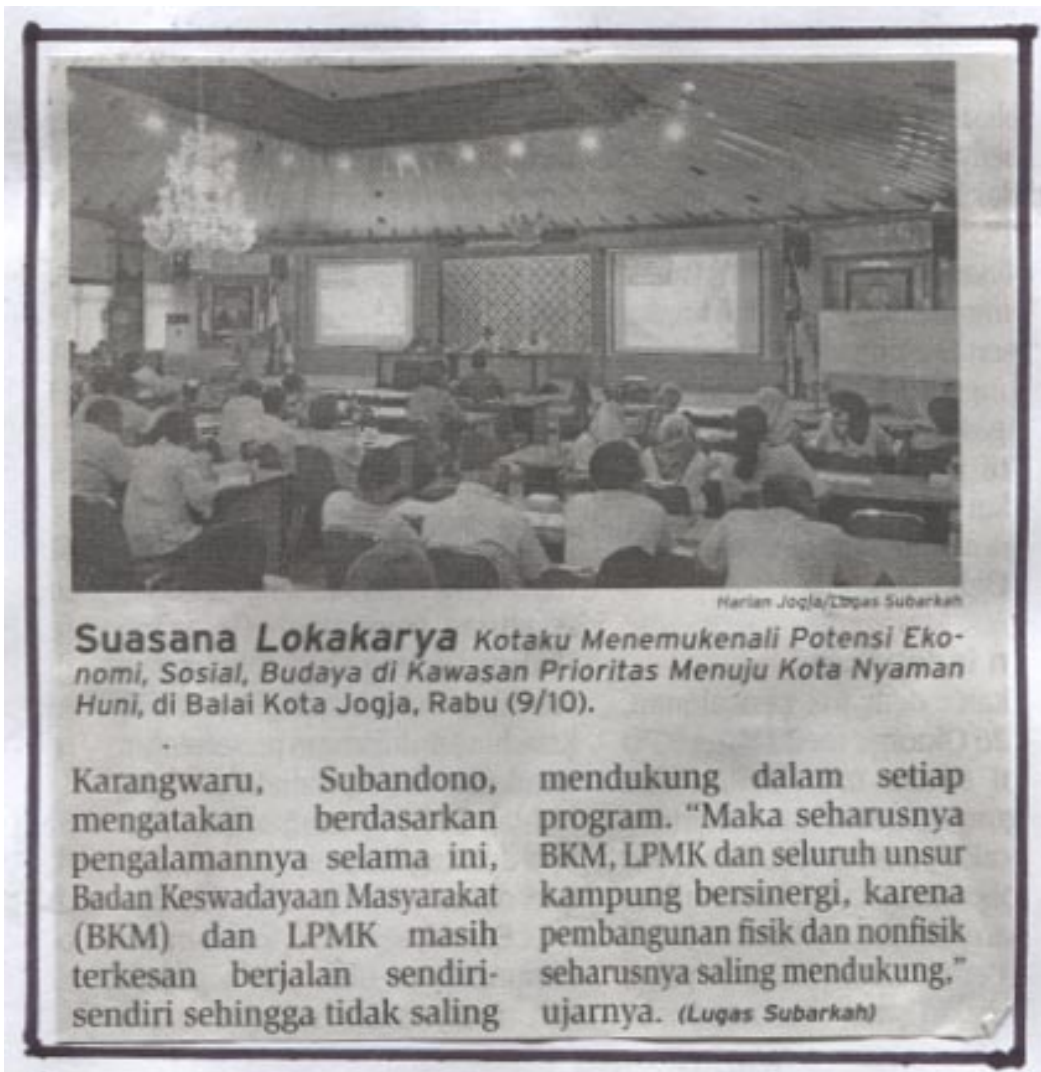 Harian Jogja/Lugas Subarkah
Suasana Lokakarya Kotaku Menemukenali Potensi Eko-
nomi, Sosial, Budaya di Kawasan Prioritas Menuju Kota Nyaman
Huni, di Balai Kota Jogja, Rabu (9/10).
Karangwaru, Subandono,
mengatakan berdasarkan
pengalamannya selama ini,
Badan Keswadayaan Masyarakat
(BKM) dan LPMK masih
terkesan berjalan sendiri-
sendiri sehingga tidak saling
mendukung dalam setiap
program. “Maka seharusnya
BKM, LPMK dan seluruh unsur
kampung bersinergi, karena
pembangunan fisik dan nonfisik
seharusnya saling mendukung,”
ujarnya. (Lugas Subarkah)